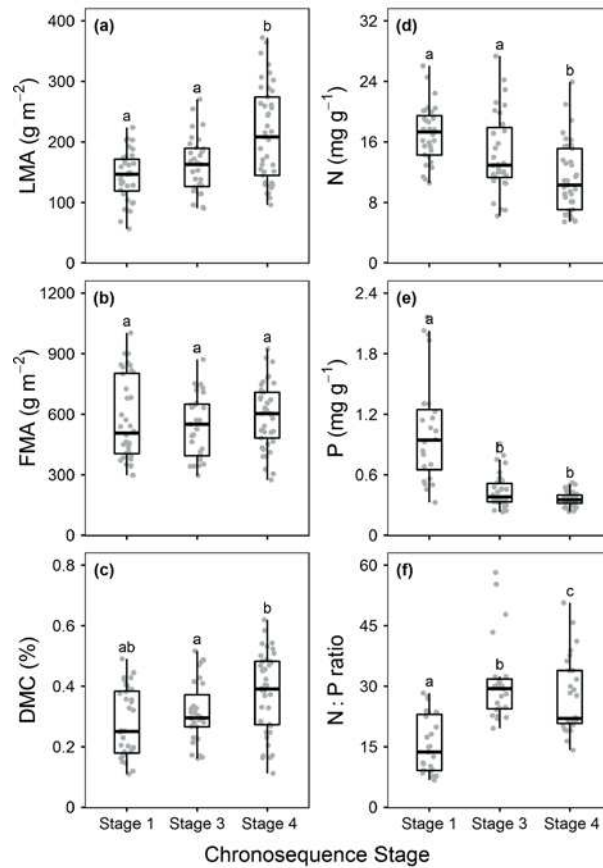 (a)
LMA (g m⁻²)
400
300
200
100
0
a
a
b
(d)
N (mg g⁻¹)
32
24
16
8
0
a
a
b
(b)
FMA (g m⁻²)
1200
900
600
300
0
a
a
a
(e)
P (mg g⁻¹)
2.4
1.8
1.2
0.6
0
a
b
b
(c)
DMC (%)
0.8
0.6
0.4
0.2
0
ab
a
b
(f)
N : P ratio
60
45
30
15
0
a
b
c
Stage 1 Stage 3 Stage 4
Stage 1 Stage 3 Stage 4
Chronosequence Stage